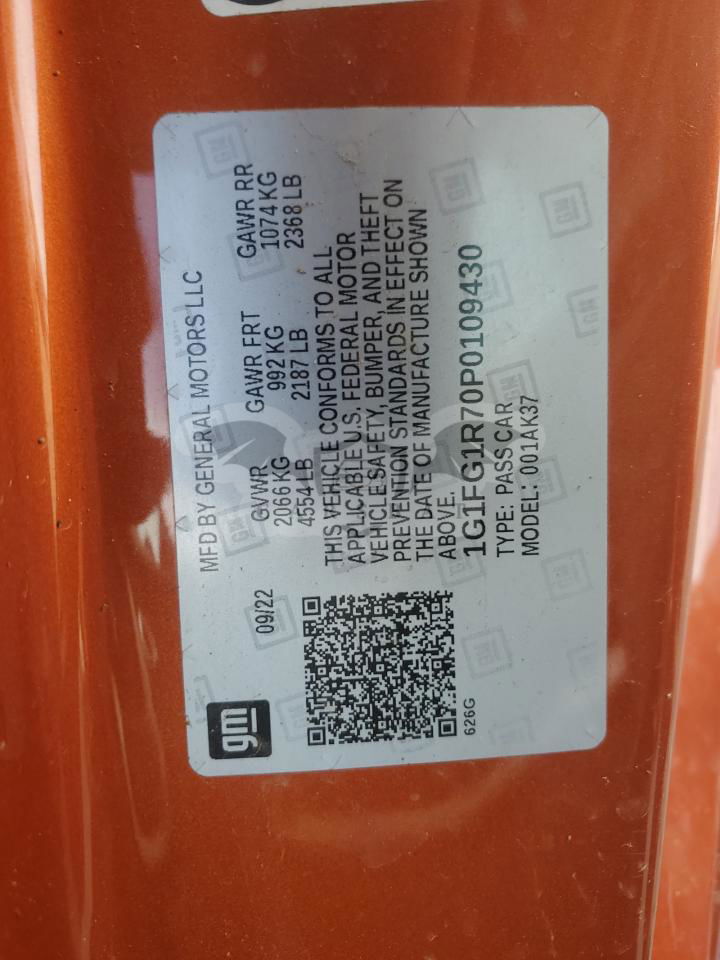 gm
MFD BY GENERAL MOTORS LLC
09/22
GVWR GAWR FRT GAWR RR
2066 KG 992 KG 1074 KG
4554 LB 2187 LB 2368 LB
THIS VEHICLE CONFORMS TO ALL
APPLICABLE U.S. FEDERAL MOTOR
VEHICLE SAFETY, BUMPER, AND THEFT
PREVENTION STANDARDS IN EFFECT ON
THE DATE OF MANUFACTURE SHOWN
ABOVE.
1G1FG1R70P0109430
TYPE: PASS CAR
MODEL: 001AK37
626G